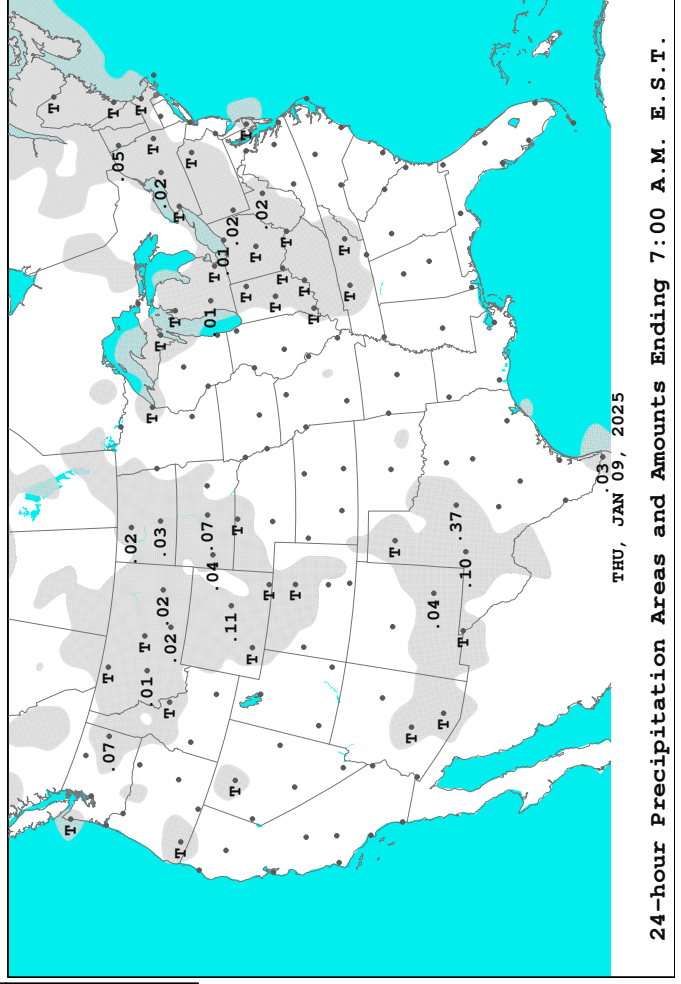 T
T
.07
T
.02
T
.05
T
.01
T
T
.03
T
T
.02
.02
.02
T
T
T
T
T
.07
.04
.01
T
.01
.02
.11
T
T
T
T
T
T
.02
T
T
T
T
T
T
T
T
T
T
T
.04
T
.37
.10
T
.03
THU, JAN 09, 2025
24-hour Precipitation Areas and Amounts Ending 7:00 A.M. E.S.T.